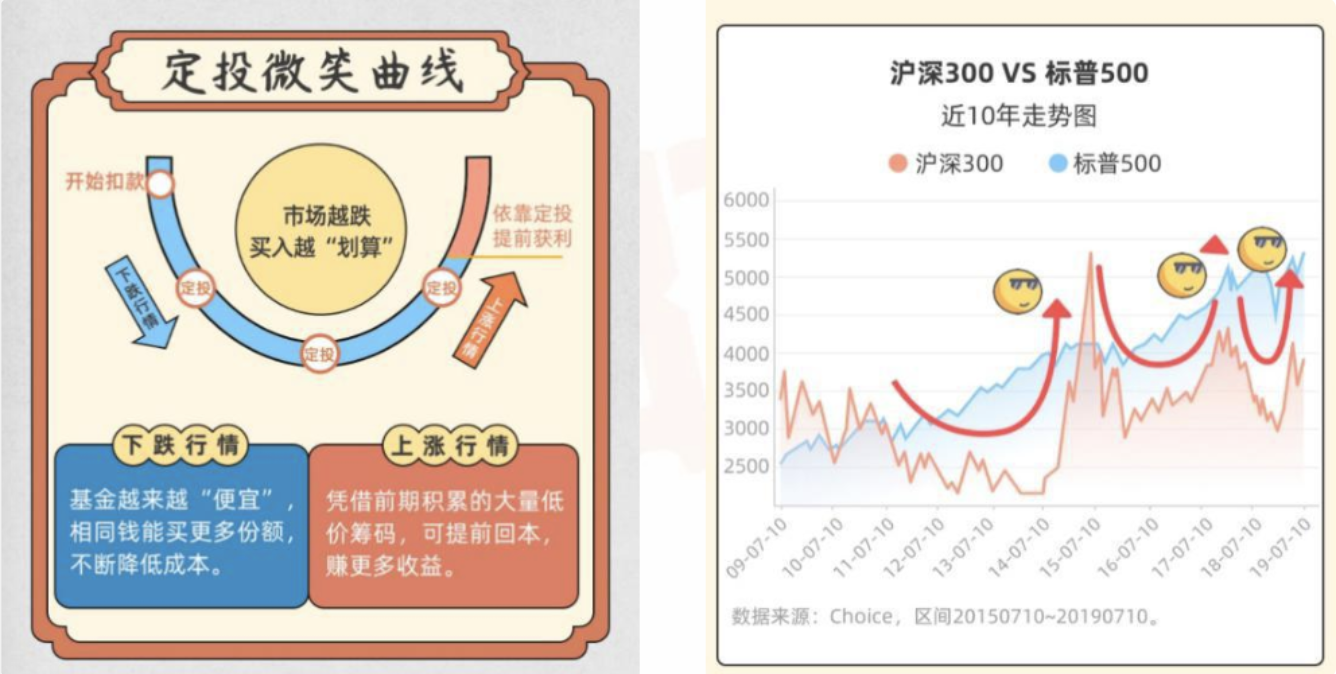 定投微笑曲线
开始扣款
市场越跌
买入越“划算”
依靠定投
提前获利
下跌行情
定投
定投
定投
上涨行情
下跌行情
基金越来越“便宜”，
相同钱能买更多份额，
不断降低成本。
上涨行情
凭借前期积累的大量低
价筹码，可提前回本，
赚更多收益。
沪深300 VS 标普500
近10年走势图
沪深300
标普500
6000
5500
5000
4500
4000
3500
3000
2500
09-07-10
10-07-10
11-07-10
12-07-10
13-07-10
14-07-10
15-07-10
16-07-10
17-07-10
18-07-10
19-07-10
数据来源：Choice，区间20150710~20190710。